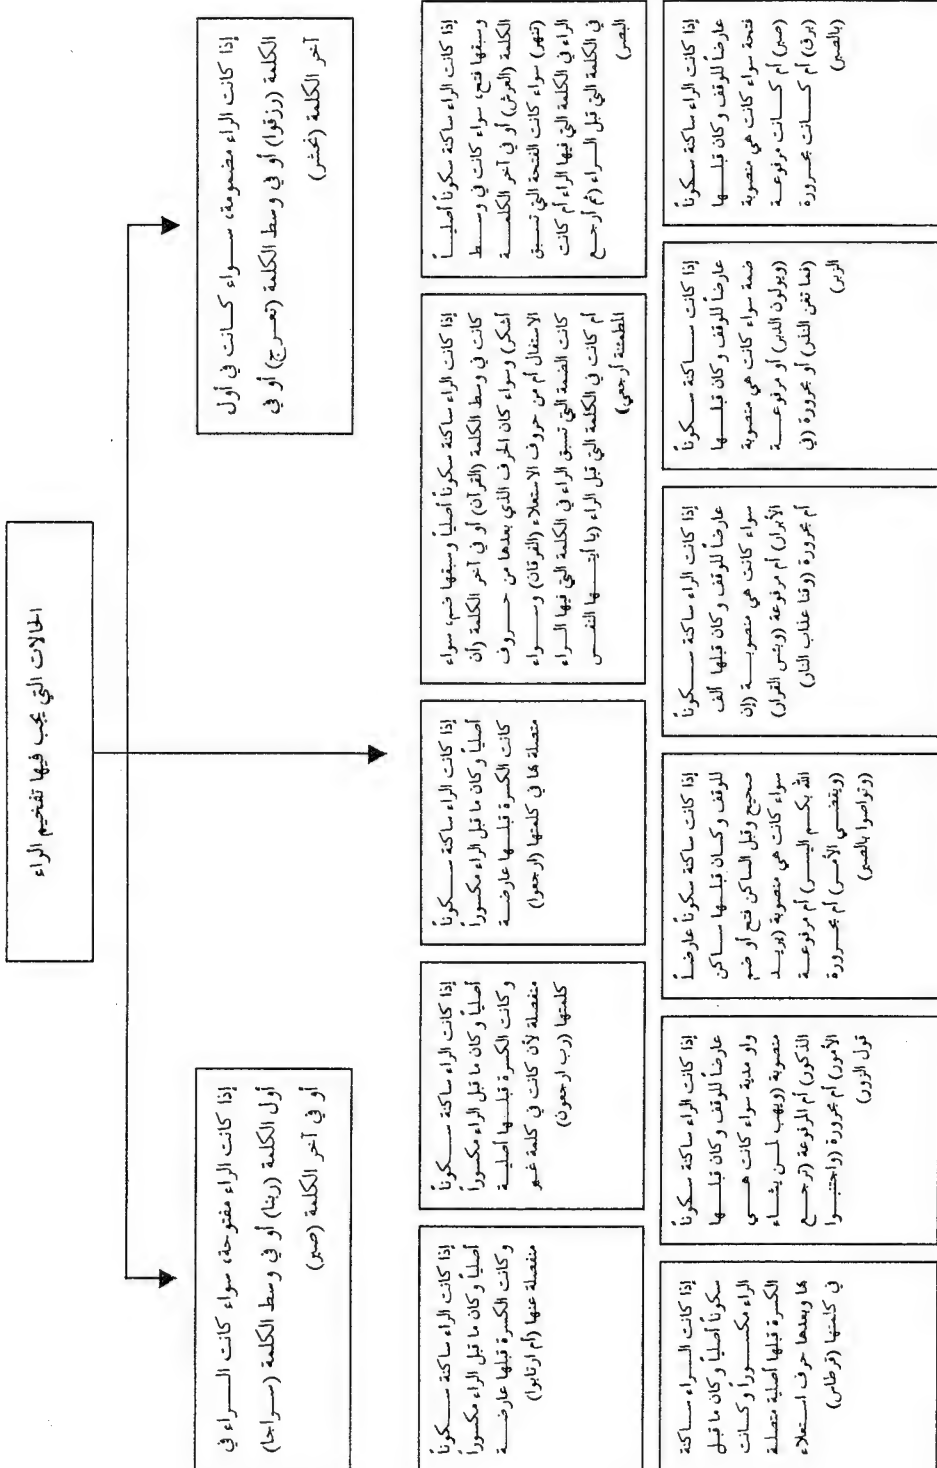 الحالات التي يجب فيها تفخيم الراء
إذا كانت الراء مضمومة، سواء كانت في أول
الكلمة (رزقوا) أو في وسط الكلمة (تعرج) أو في
آخر الكلمة (نحشر)
إذا كانت الراء مفتوحة، سواء كانت الراء في
أول الكلمة (ربنا) أو في وسط الكلمة (سراجا)
أو في آخر الكلمة (صبر)
إذا كانت الراء ساكنة سكوناً أصلياً
وسبقها فتح، سواء كانت في وسط
الكلمة (العرش) أو في آخر الكلمة
(تنهر) سواء كانت الفتحة التي تسبق
الراء في الكلمة التي فيها الراء أم كانت
في الكلمة التي قبل الراء (ثم أرجع
البصر)
إذا كانت الراء ساكنة سكوناً أصلياً وسبقها ضم، سواء
كانت في وسط الكلمة (القرآن) أو في آخر الكلمة (أن
أشكر) وسواء كان الحرف الذي بعدها من حروف
الاستفال أم من حروف الاستعلاء (الفرقان) وسواء
كانت الضمة التي تسبق الراء في الكلمة التي فيها الراء
أم كانت في الكلمة التي قبل الراء (يا أيتها النفس
المطمئنة أرجعي)
إذا كانت الراء ساكنة سكوناً
أصلياً وكان ما قبل الراء مكسوراً
كانت الكسرة قبلها عارضة
متصلة بها في كلمتها (ارجعوا)
إذا كانت الراء ساكنة سكوناً
أصلياً وكان ما قبل الراء مكسوراً
وكانت الكسرة قبلها أصلية
منفصلة لأن كانت في كلمة غير
كلمتها (رب ارجعون)
إذا كانت الراء ساكنة سكوناً
أصلياً وكان ما قبل الراء مكسوراً
وكانت الكسرة قبلها عارضة
منفصلة عنها (أم ارتابوا)
إذا كانت الراء ساكنة سكوناً
عارضاً للوقف وكان قبلها
فتحة سواء كانت هي منصوبة
(صبر) أم كانت مرفوعة
(برق) أم كانت مجرورة
(بالصبر)
إذا كانت ساكنة سكوناً
عارضاً للوقف وكان قبلها
ضمة سواء كانت هي منصوبة
(ويولون الدبر) أو مرفوعة
(فما تغن النذر) أو مجرورة (في
الزبر)
إذا كانت الراء ساكنة سكوناً
عارضاً للوقف وكان قبلها ألف
سواء كانت هي منصوبة (إن
الأبرار) أم مرفوعة (وبئس القرار)
أم مجرورة (وقنا عذاب النار)
إذا كانت ساكنة سكوناً عارضاً
للوقف وكان قبلها ساكن
صحيح وقبل الساكن فتح أو ضم
سواء كانت هي منصوبة (يريد
الله بكم اليسر) أم مرفوعة
(ويقضي الأمر) أم مجرورة
(وتواصوا بالصبر)
إذا كانت الراء ساكنة سكوناً
عارضاً للوقف وكان قبلها
واو مدية سواء كانت هي
منصوبة (ويهب لمن يشاء
الذكور) أم المرفوعة (ترجع
الأمور) أم مجرورة (واجتنبوا
قول الزور)
إذا كانت الراء ساكنة
سكوناً أصلياً وكان ما قبل
الراء مكسوراً وكانت
الكسرة قبلها أصلية متصلة
بها وبعدها حرف استعلاء
في كلمتها (قرطاس)